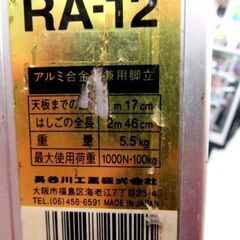 RA-12
アルミ合金 兼用脚立
天板までの m 17cm
はしごの全長 2m 46cm
重量 5.5kg
最大使用荷重 1000N・100kg
長谷川工業株式会社
大阪市福島区海老江7丁目23-4
TEL.(06)458-6591 MADE IN JAPAN